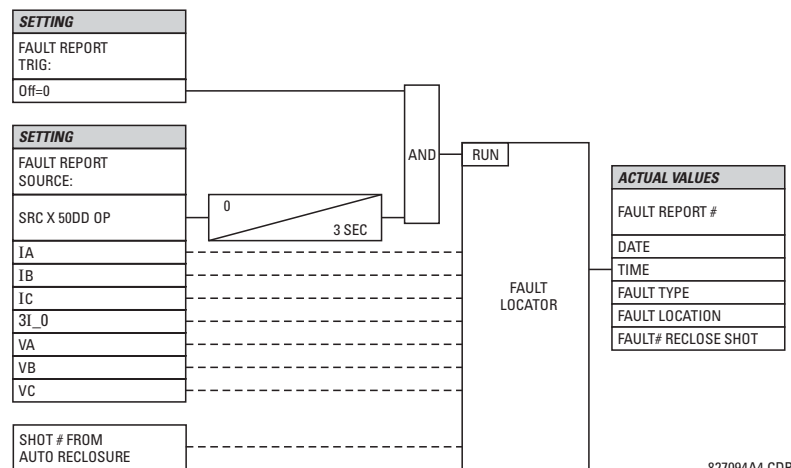 SETTING
FAULT REPORT
TRIG:
Off=0
SETTING
FAULT REPORT
SOURCE:
SRC X 50DD OP
IA
IB
IC
3I_0
VA
VB
VC
SHOT # FROM
AUTO RECLOSURE
0
3 SEC
AND
RUN
FAULT
LOCATOR
ACTUAL VALUES
FAULT REPORT #
DATE
TIME
FAULT TYPE
FAULT LOCATION
FAULT# RECLOSE SHOT
827094A4.CDR